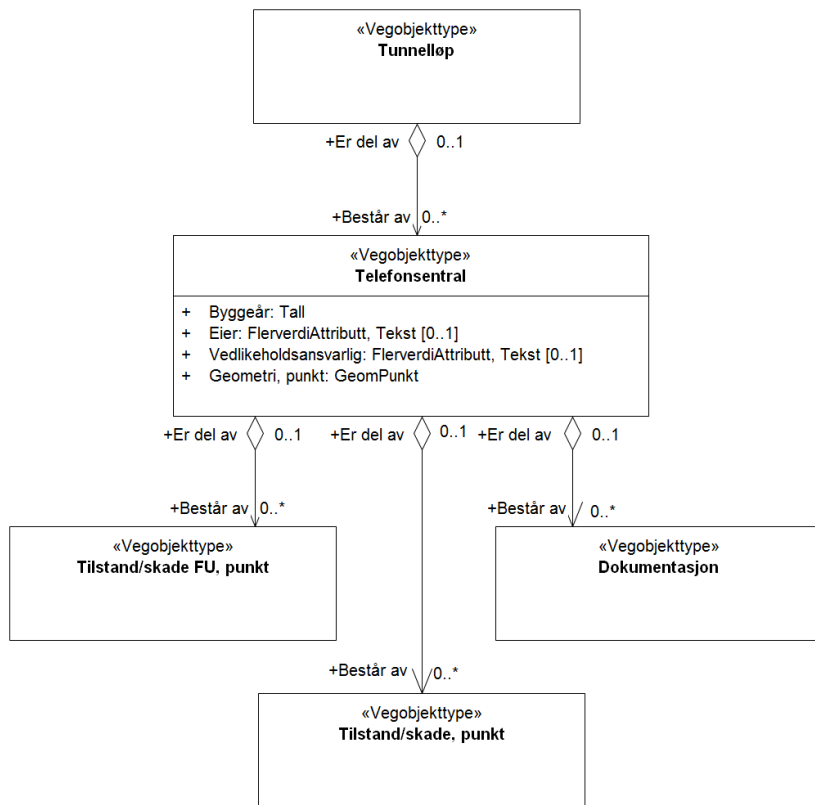 «Vegobjekttype»
Tunnelløp
+Er del av 0..1
+Består av 0..*
«Vegobjekttype»
Telefonsentral
+ Byggeår: Tall
+ Eier: FlerverdiAttributt, Tekst [0..1]
+ Vedlikeholdsansvarlig: FlerverdiAttributt, Tekst [0..1]
+ Geometri, punkt: GeomPunkt
+Er del av 0..1 +Er del av 0..1 +Er del av 0..1
+Består av 0..* +Består av 0..*
«Vegobjekttype»
Tilstand/skade FU, punkt
«Vegobjekttype»
Dokumentasjon
+Består av 0..*
«Vegobjekttype»
Tilstand/skade, punkt